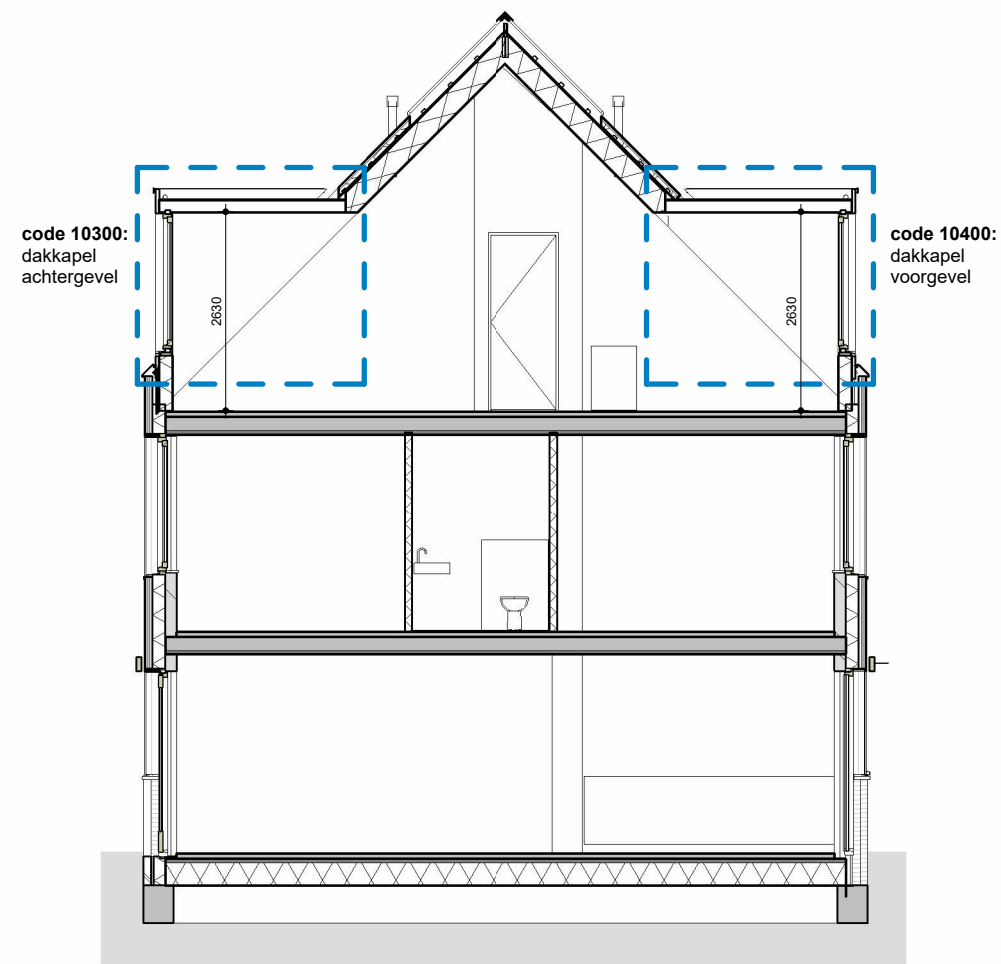 code 10300:
dakkapel
achtergevel
2630
2630
code 10400:
dakkapel
voorgevel